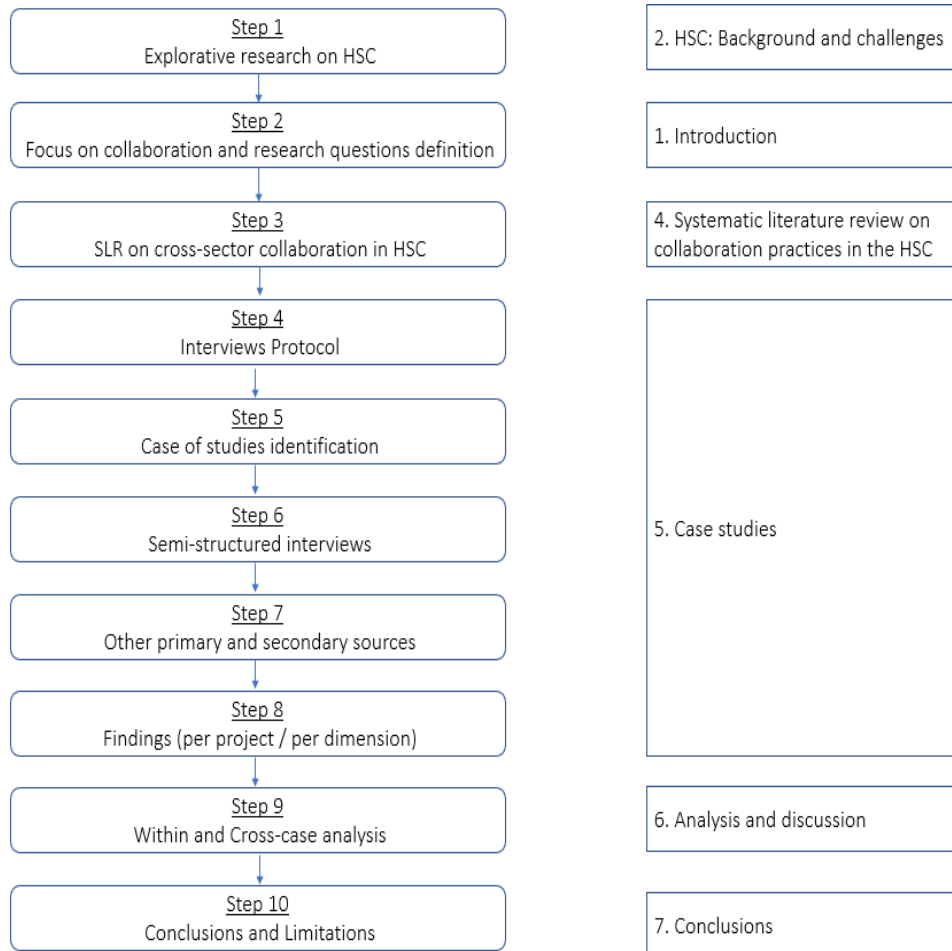 Step 1
Explorative research on HSC
2. HSC: Background and challenges
Step 2
Focus on collaboration and research questions definition
1. Introduction
Step 3
SLR on cross-sector collaboration in HSC
4. Systematic literature review on
collaboration practices in the HSC
Step 4
Interviews Protocol
Step 5
Case of studies identification
Step 6
Semi-structured interviews
Step 7
Other primary and secondary sources
Step 8
Findings (per project / per dimension)
5. Case studies
Step 9
Within and Cross-case analysis
6. Analysis and discussion
Step 10
Conclusions and Limitations
7. Conclusions